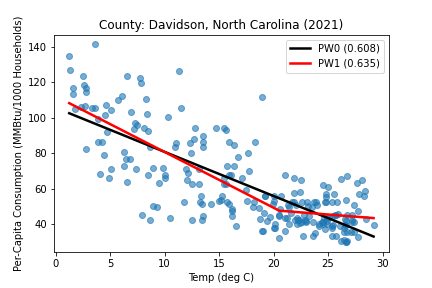 County: Davidson, North Carolina (2021)
Per-Capita Consumption (MMBtu/1000 Households)
140
120
100
80
60
40
PW0 (0.608)
PW1 (0.635)
0 5 10 15 20 25 30
Temp (deg C)